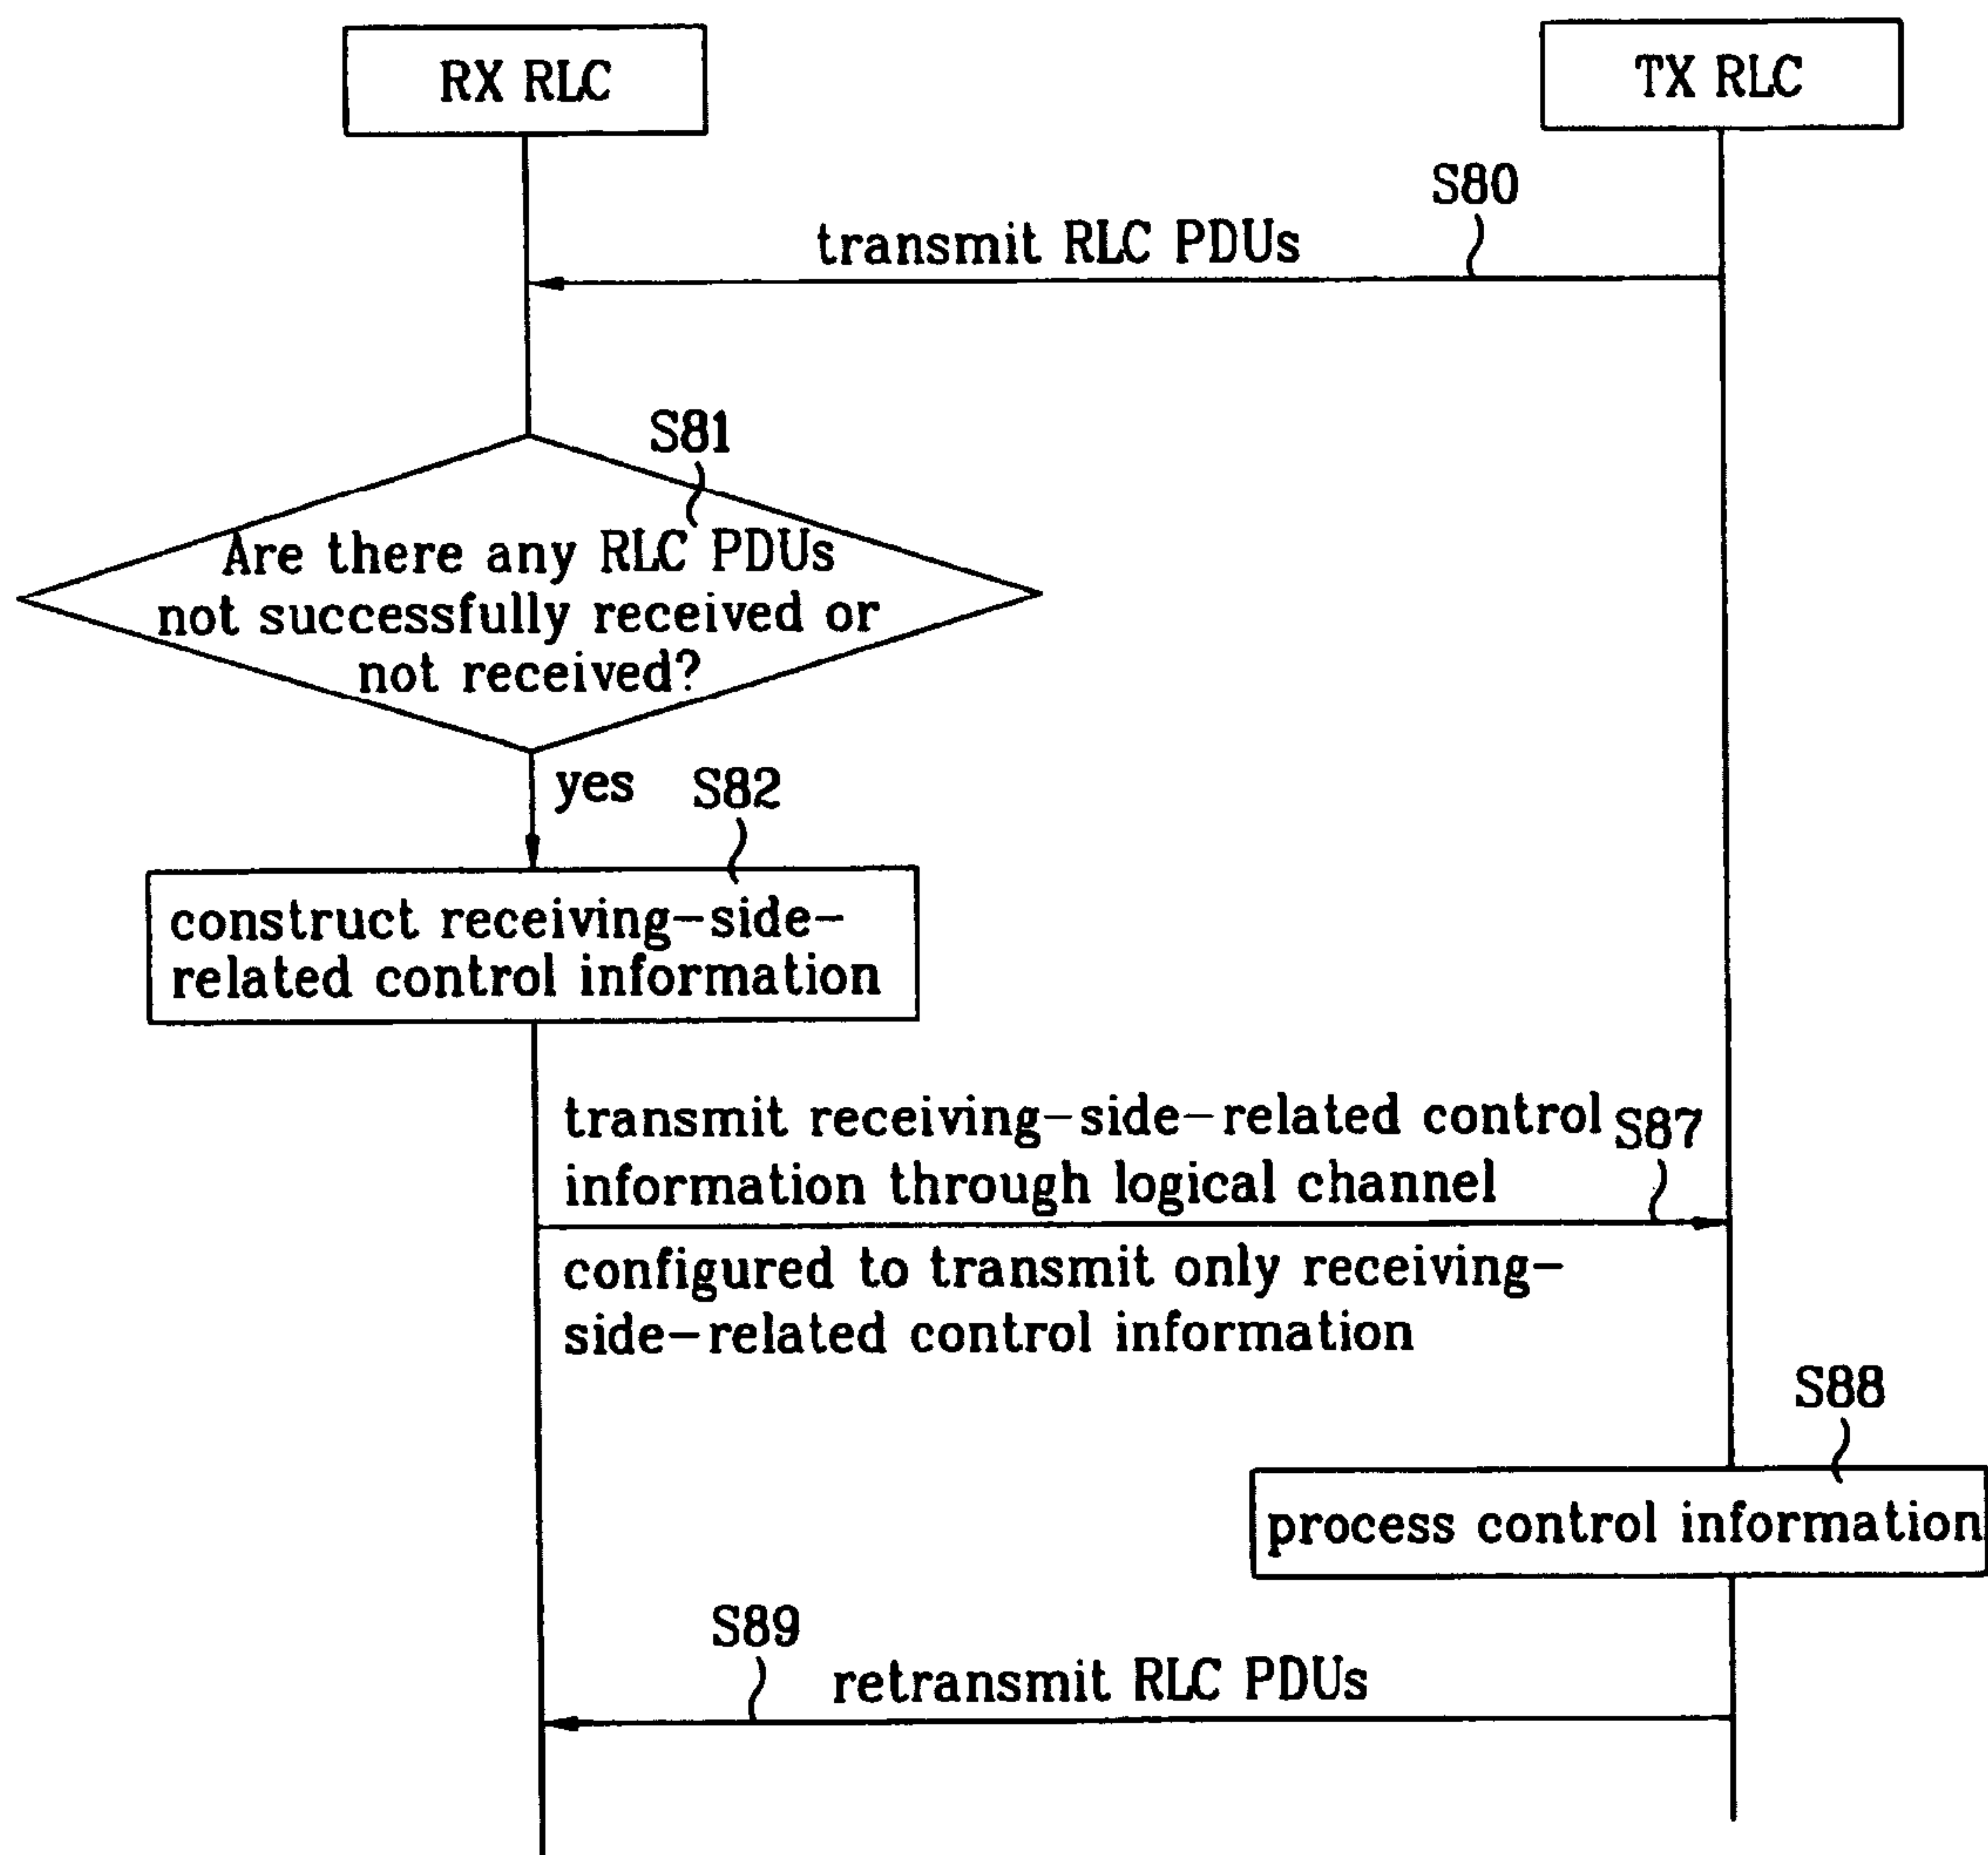 RX RLC
TX RLC
S80
transmit RLC PDUs
S81
Are there any RLC PDUs
not successfully received or
not received?
yes
S82
construct receiving-side-
related control information
transmit receiving-side-related control
S87
information through logical channel
configured to transmit only receiving-
side-related control information
S88
process control information
S89
retransmit RLC PDUs